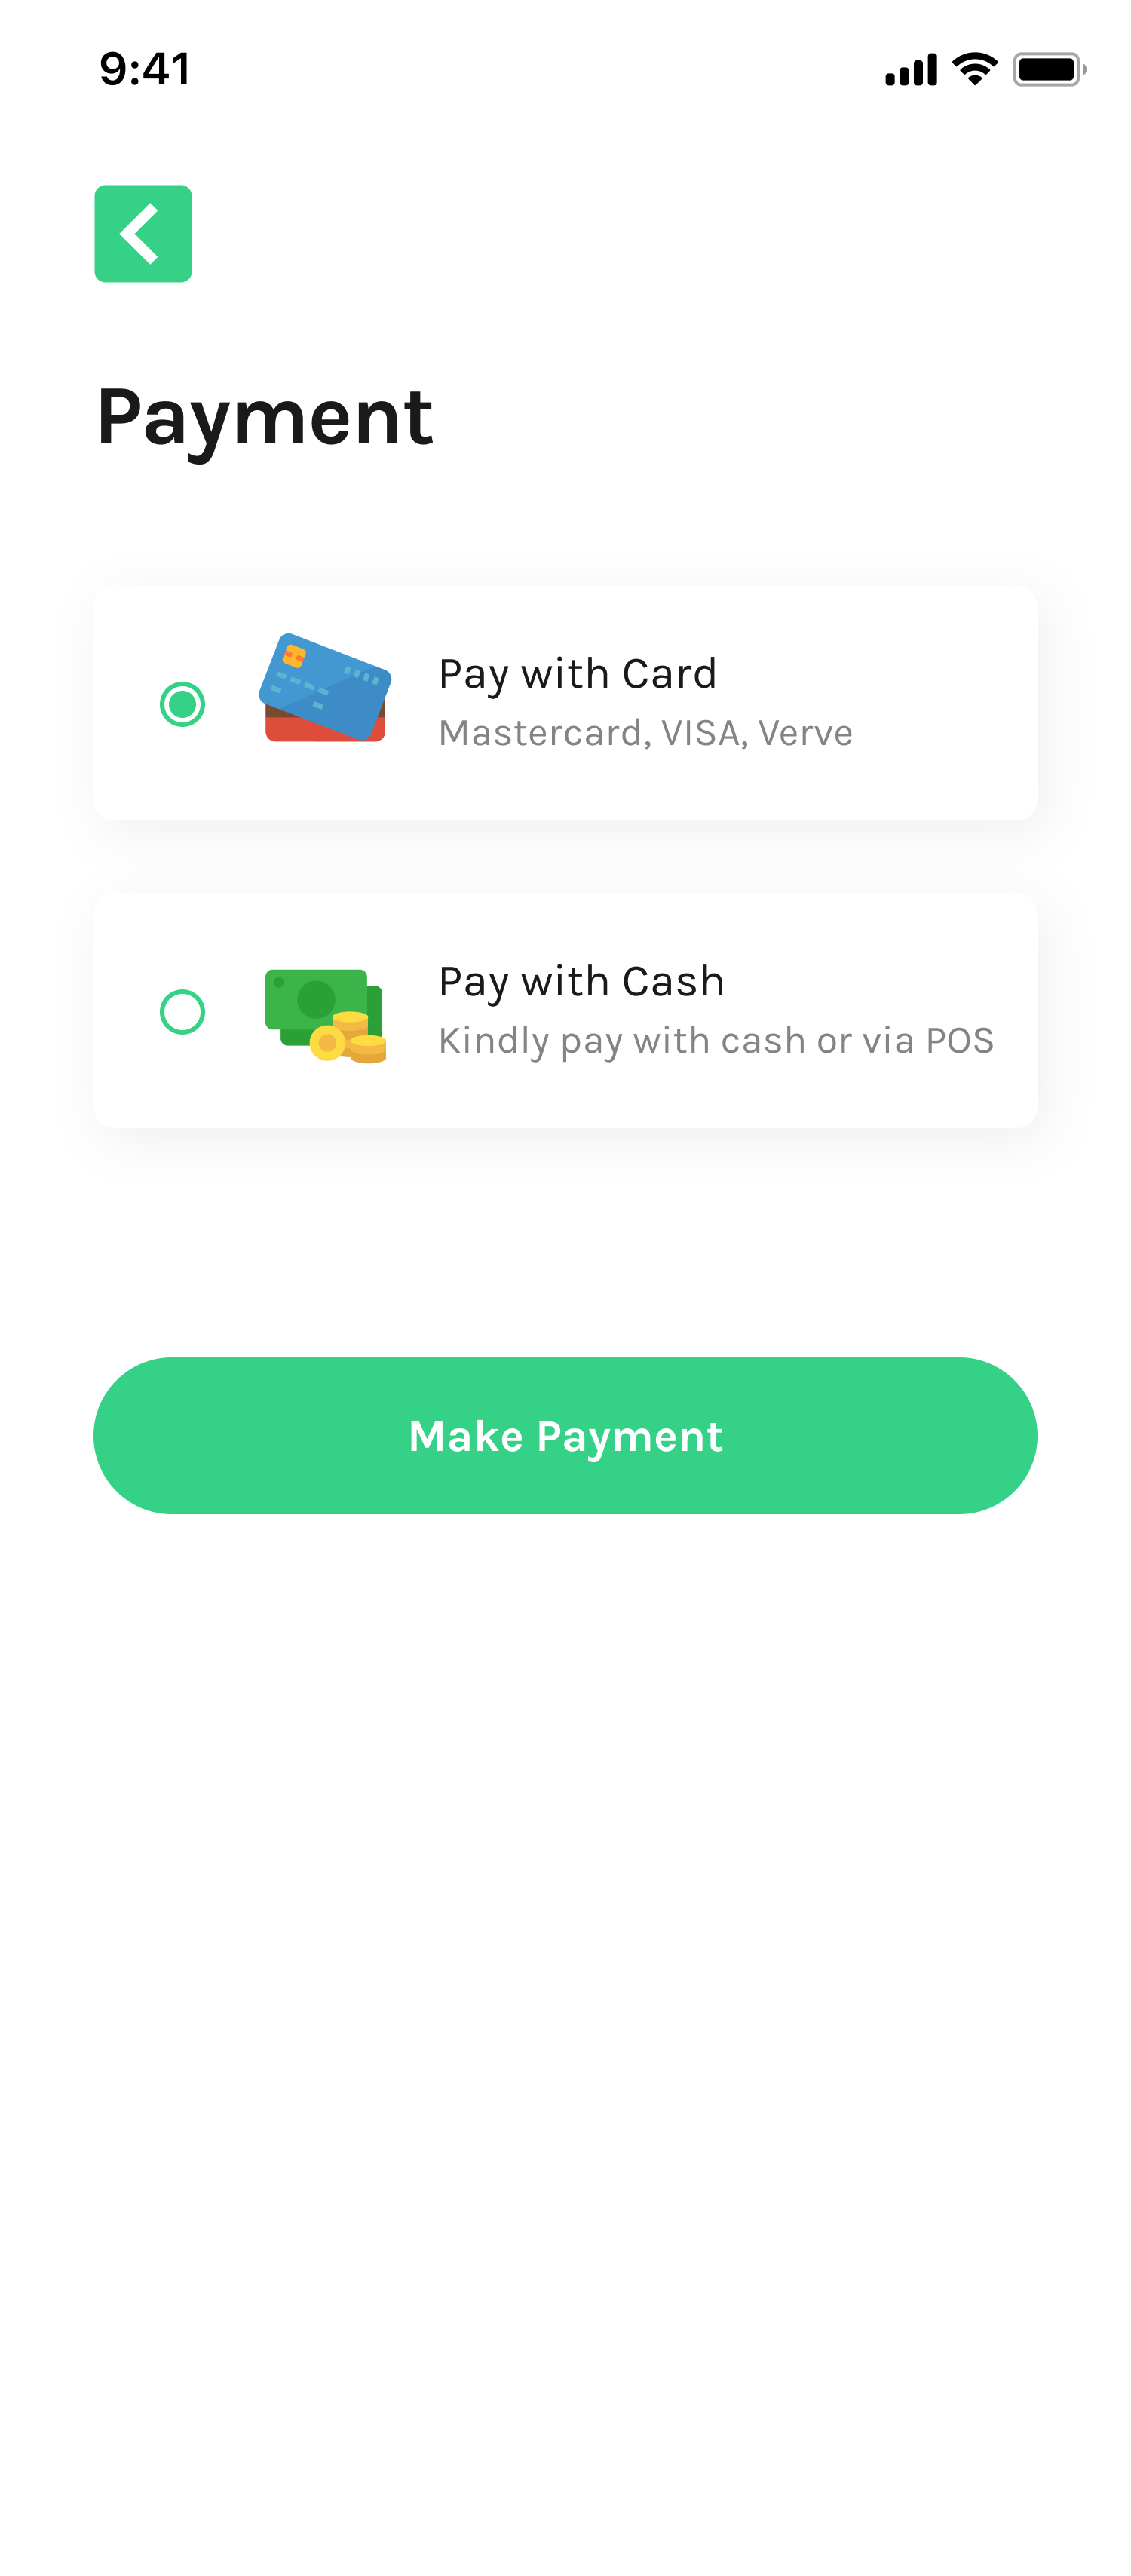 9:41
Payment
Pay with Card
Mastercard, VISA, Verve
Pay with Cash
Kindly pay with cash or via POS
Make Payment